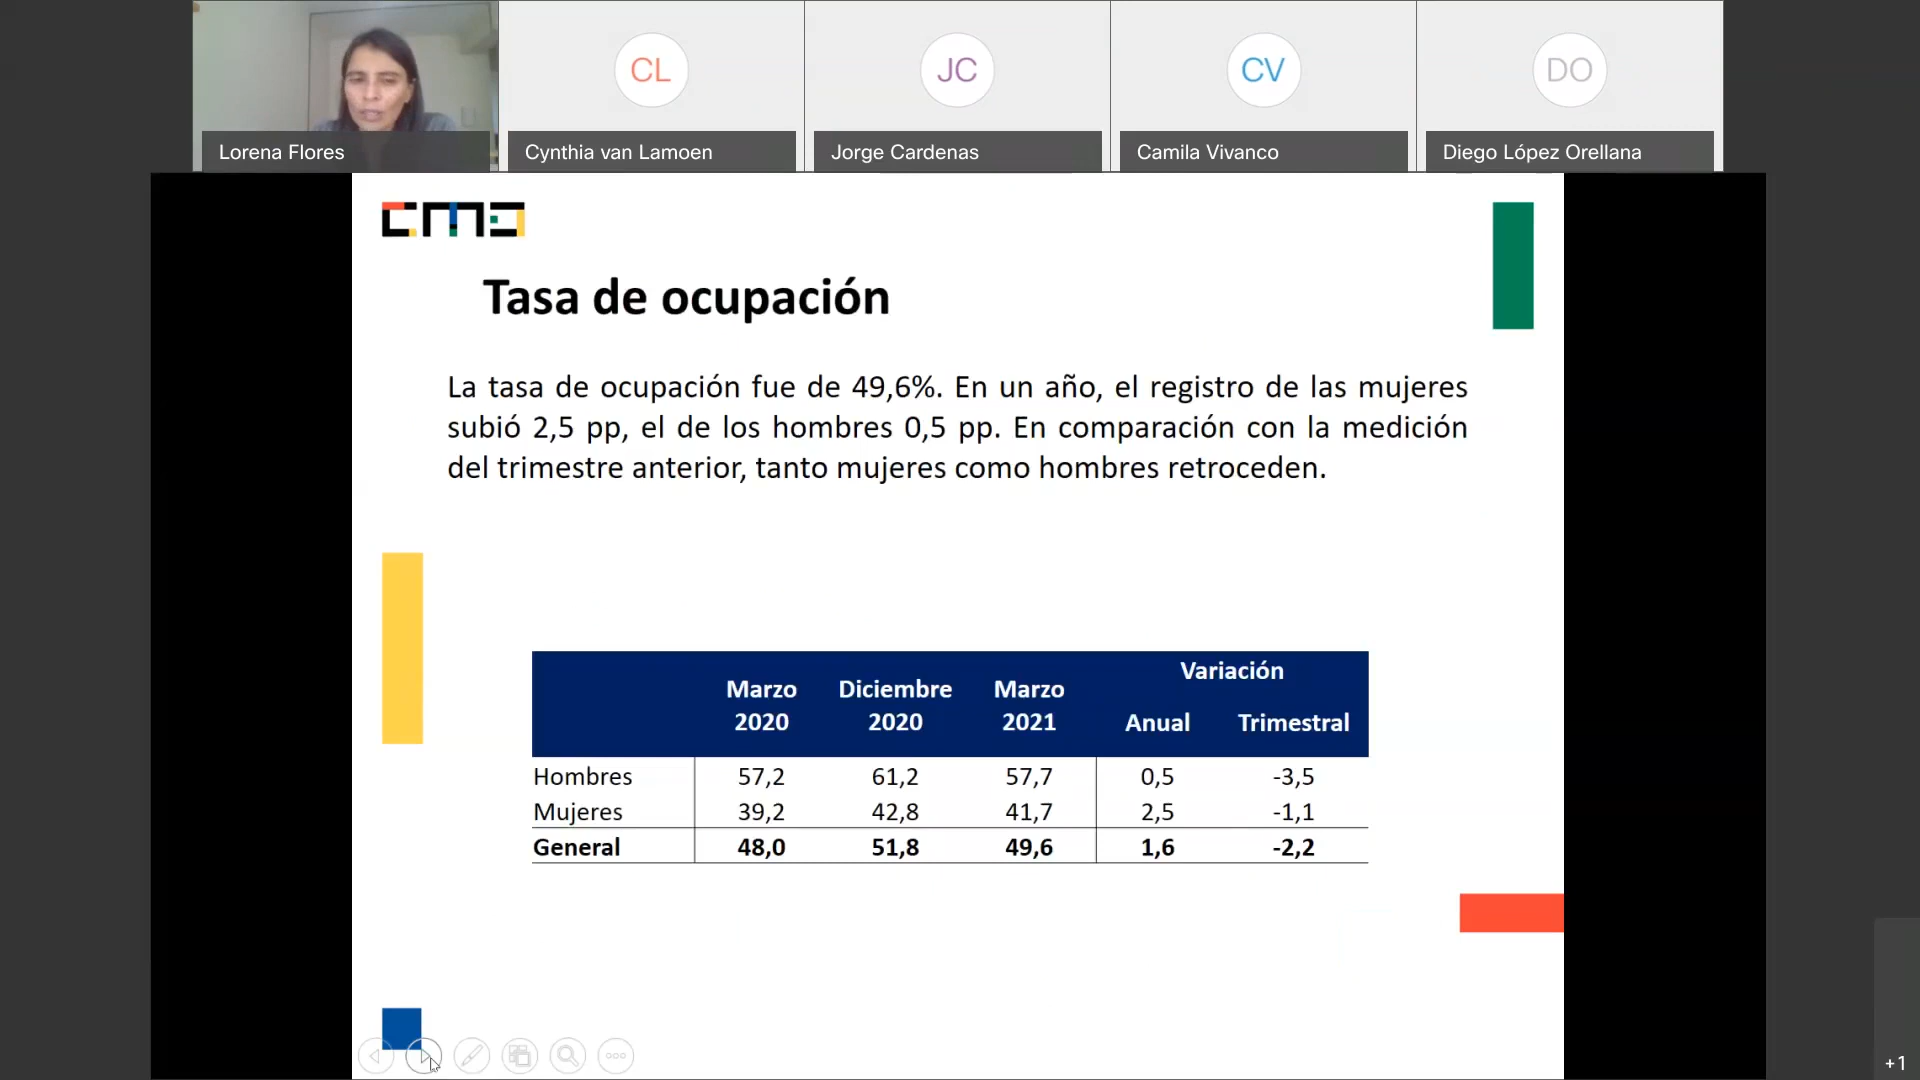 CL
JC
CV
DO
Lorena Flores
Cynthia van Lamoen
Jorge Cardenas
Camila Vivanco
Diego López Orellana
Tasa de ocupación
La tasa de ocupación fue de 49,6%. En un año, el registro de las mujeres
subió 2,5 pp, el de los hombres 0,5 pp. En comparación con la medición
del trimestre anterior, tanto mujeres como hombres retroceden.
Variación
Marzo Diciembre Marzo
2020 2020 2021 Anual Trimestral
Hombres 57,2 61,2 57,7 0,5 -3,5
Mujeres 39,2 42,8 41,7 2,5 -1,1
General 48,0 51,8 49,6 1,6 -2,2
+1